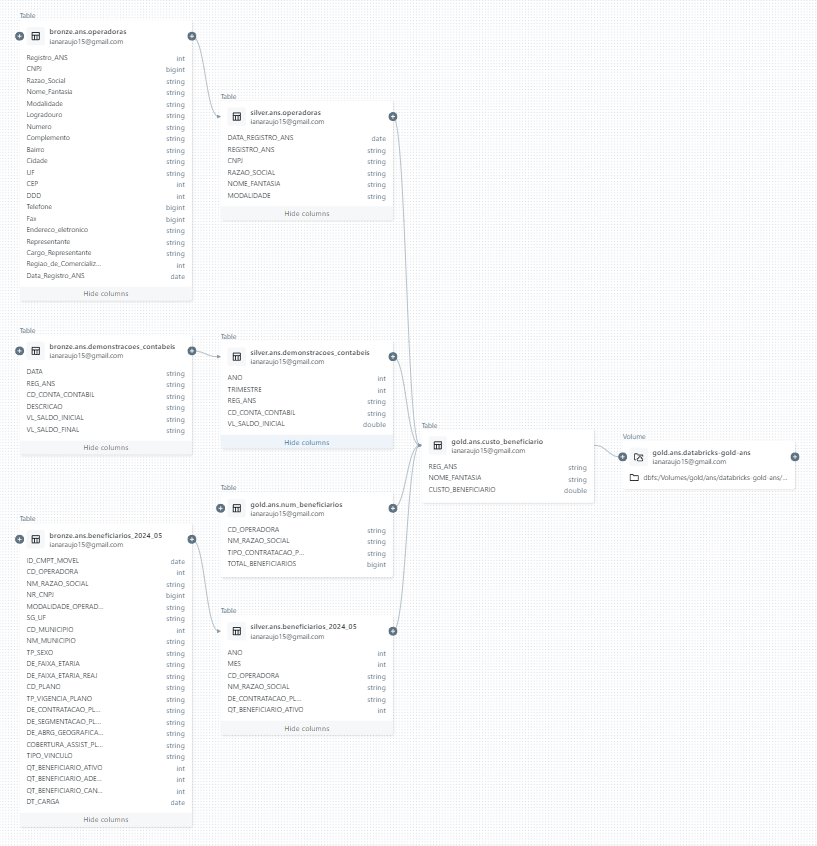 Table
bronze.ans.operadoras
ianaraujo15@gmail.com
Registro_ANS int
CNPJ bigint
Razao_Social string
Nome_Fantasia string
Modalidade string
Logradouro string
Numero string
Complemento string
Bairro string
Cidade string
UF string
CEP int
DDD int
Telefone bigint
Fax bigint
Endereco_eletronico string
Representante string
Cargo_Representante string
Regiao_de_Comercializ... int
Data_Registro_ANS date
Hide columns
Table
silver.ans.operadoras
ianaraujo15@gmail.com
DATA_REGISTRO_ANS date
REGISTRO_ANS string
CNPJ string
RAZAO_SOCIAL string
NOME_FANTASIA string
MODALIDADE string
Hide columns
Table
bronze.ans.demonstracoes_contabeis
ianaraujo15@gmail.com
DATA string
REG_ANS string
CD_CONTA_CONTABIL string
DESCRICAO string
VL_SALDO_INICIAL string
VL_SALDO_FINAL string
Hide columns
Table
silver.ans.demonstracoes_contabeis
ianaraujo15@gmail.com
ANO int
TRIMESTRE int
REG_ANS string
CD_CONTA_CONTABIL string
VL_SALDO_INICIAL double
Hide columns
Table
gold.ans.num_beneficiarios
ianaraujo15@gmail.com
CD_OPERADORA string
NM_RAZAO_SOCIAL string
TIPO_CONTRATACAO_P... string
TOTAL_BENEFICIARIOS bigint
Table
gold.ans.custo_beneficiario
ianaraujo15@gmail.com
REG_ANS string
NOME_FANTASIA string
CUSTO_BENEFICIARIO double
Volume
gold.ans.databricks-gold-ans
ianaraujo15@gmail.com
dbfs/Volumes/gold/ans/databricks-gold-ans/...
Table
bronze.ans.beneficiarios_2024_05
ianaraujo15@gmail.com
ID_CMPT_MOVEL date
CD_OPERADORA int
NM_RAZAO_SOCIAL string
NR_CNPJ bigint
MODALIDADE_OPERAD... string
SG_UF string
CD_MUNICIPIO int
NM_MUNICIPIO string
TP_SEXO string
DE_FAIXA_ETARIA string
DE_FAIXA_ETARIA_REAJ string
CD_PLANO string
TP_VIGENCIA_PLANO string
DE_CONTRATACAO_PL... string
DE_SEGMENTACAO_PL... string
DE_ABRG_GEOGRAFICA... string
COBERTURA_ASSIST_PL... string
TIPO_VINCULO string
QT_BENEFICIARIO_ATIVO int
QT_BENEFICIARIO_ADE... int
QT_BENEFICIARIO_CAN... int
DT_CARGA date
Hide columns
Table
silver.ans.beneficiarios_2024_05
ianaraujo15@gmail.com
ANO int
MES int
CD_OPERADORA string
NM_RAZAO_SOCIAL string
DE_CONTRATACAO_PL... string
QT_BENEFICIARIO_ATIVO int
Hide columns